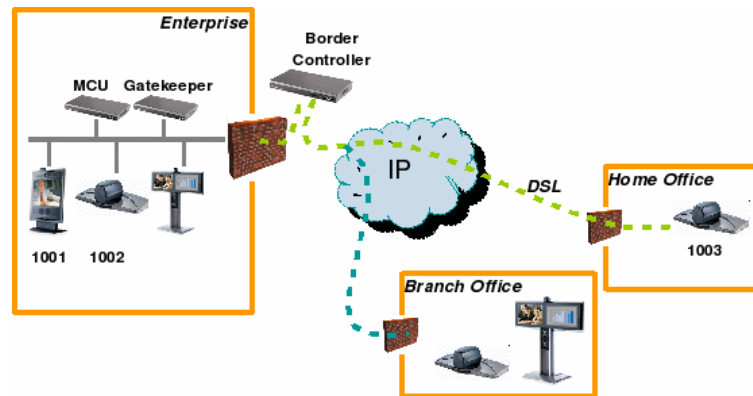 Enterprise
Border
Controller
MCU
Gatekeeper
IP
DSL
Home Office
1001
1002
1003
Branch Office